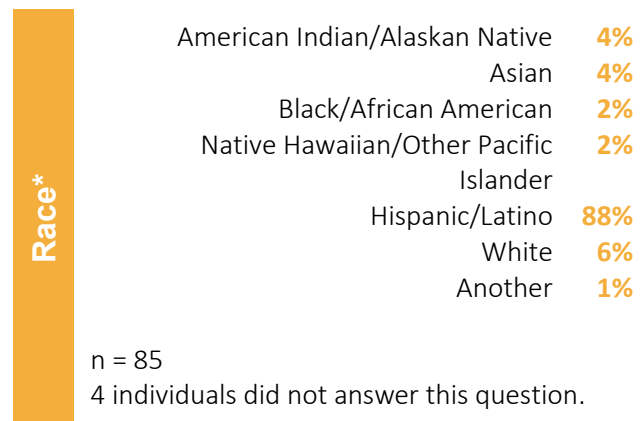 Race*
American Indian/Alaskan Native 4%
Asian 4%
Black/African American 2%
Native Hawaiian/Other Pacific 2%
Islander
Hispanic/Latino 88%
White 6%
Another 1%
n = 85
4 individuals did not answer this question.